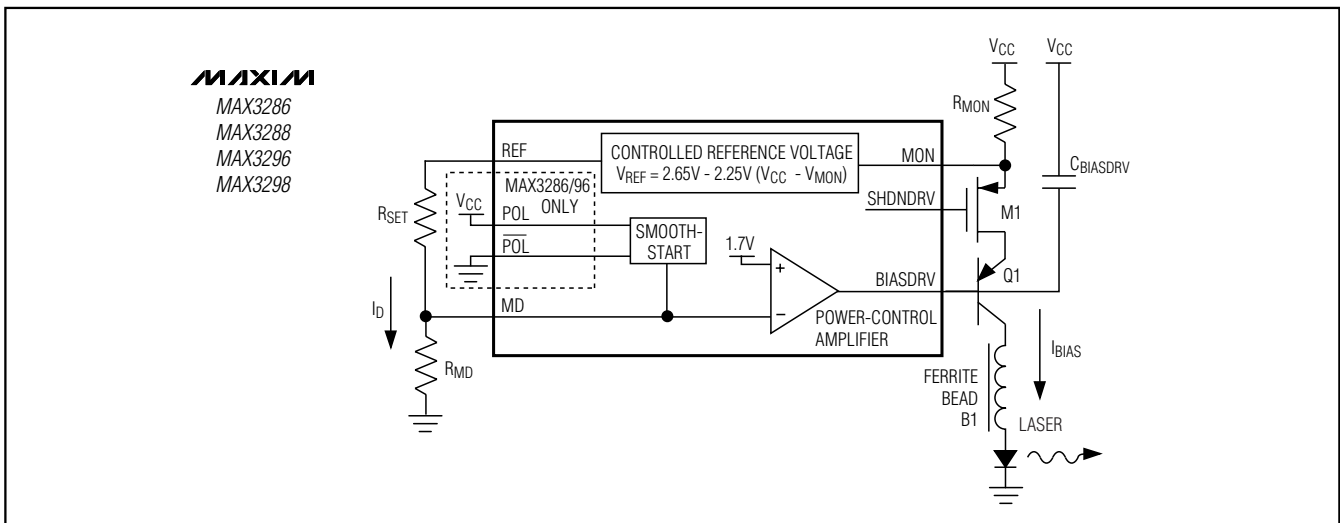 MAXIM
MAX3286
MAX3288
MAX3296
MAX3298
VCC
VCC
RMON
REF
CONTROLLED REFERENCE VOLTAGE
VREF = 2.65V - 2.25V (VCC - VMON)
MON
CBIASDRV
MAX3286/96
ONLY
SHDNDRV
M1
RSET
VCC
POL
POL
SMOOTH-
START
1.7V
+
−
BIASDRV
Q1
ID
MD
POWER-CONTROL
AMPLIFIER
IBIAS
RMD
FERRITE
BEAD
B1
LASER